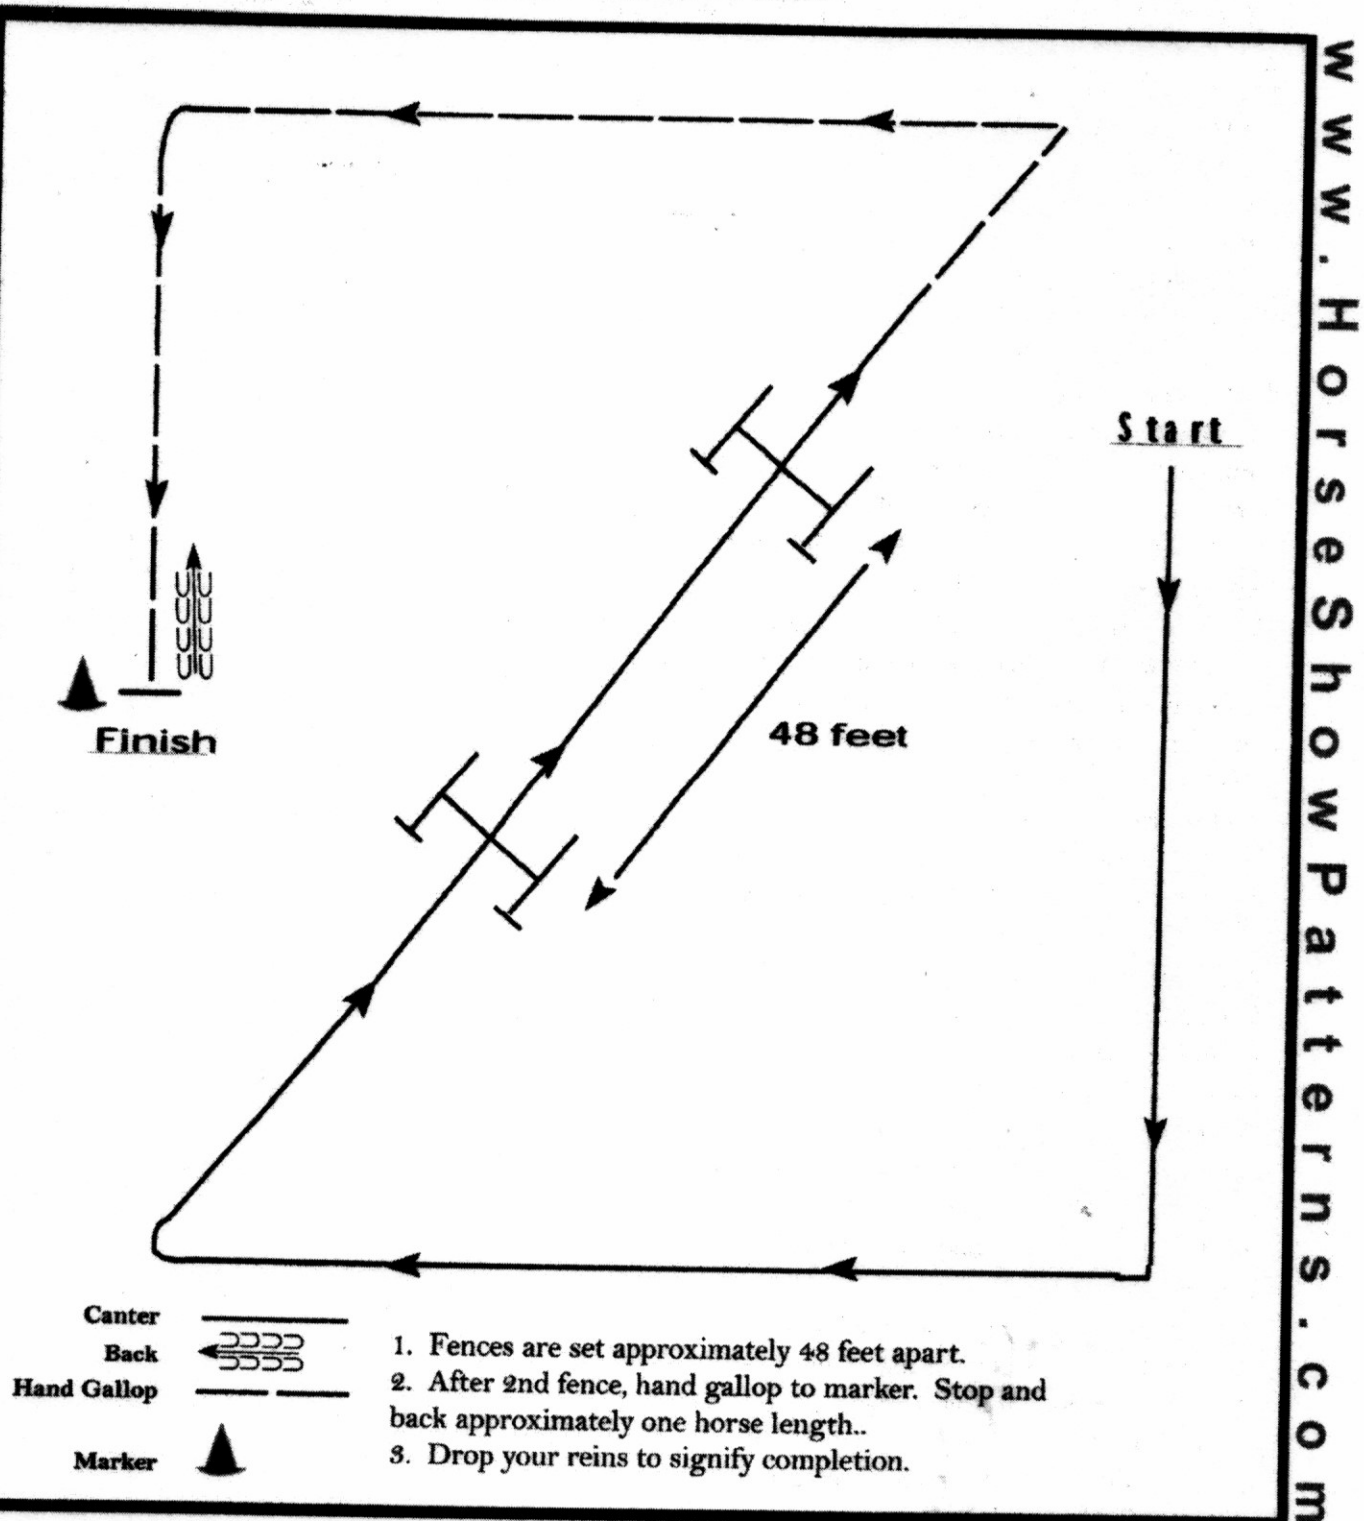 Start
48 feet
Finish
Canter
Back
Hand Gallop
Marker
1. Fences are set approximately 48 feet apart.
2. After 2nd fence, hand gallop to marker. Stop and
back approximately one horse length..
3. Drop your reins to signify completion.
www.HorseShowPatterns.com